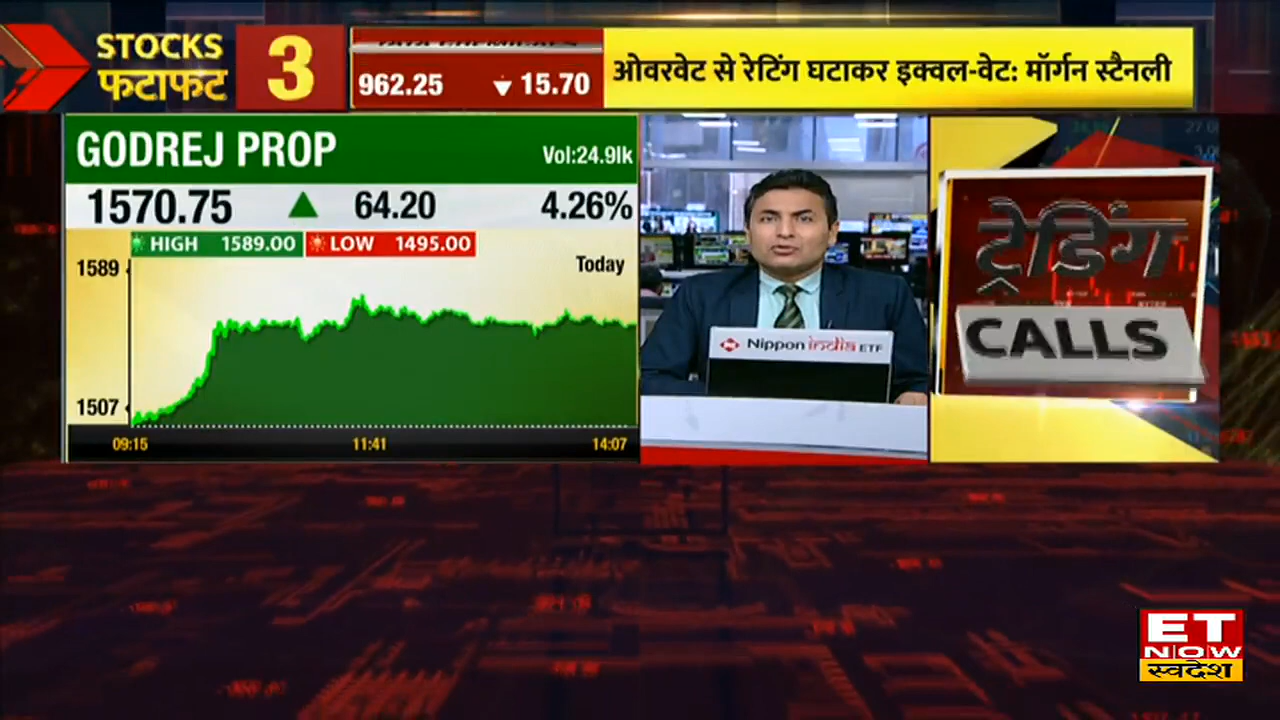 STOCKS
फटाफट
3
962.25 ▼ 15.70
ओवरवेट से रेटिंग घटाकर इक्वल-वेट: मॉर्गन स्टैनली
GODREJ PROP
Vol:24.9lk
1570.75 ▲ 64.20 4.26%
HIGH 1589.00 LOW 1495.00
Today
1589
1507
09:15 11:41 14:07
Nippon india ETF
ट्रेडिंग
CALLS
ET
NOW
स्वदेश